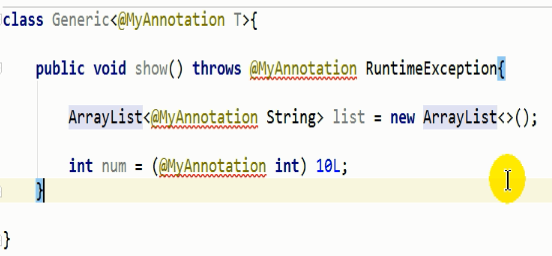 class Generic<@MyAnnotation T>{
public void show() throws @MyAnnotation RuntimeException{
ArrayList<@MyAnnotation String> list = new ArrayList<>();
int num = (@MyAnnotation int) 10L;
}
}